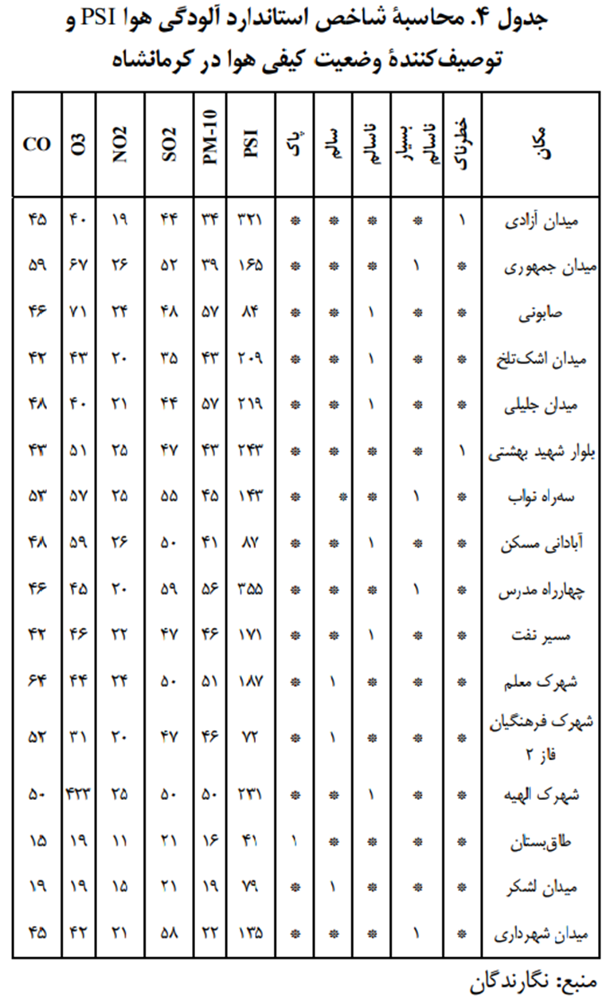 جدول ۴. محاسبهٔ شاخص استاندارد آلودگی هوا PSI و
توصیف‌کنندهٔ وضعیت کیفی هوا در کرمانشاه
مکان خطرناک بسیار ناسالم ناسالم سالم پاک PSI PM-10 SO2 NO2 O3 CO
میدان آزادی ۱ * * * * ۳۲۱ ۳۴ ۴۴ ۱۹ ۴۰ ۴۵
میدان جمهوری * ۱ * * * ۱۶۵ ۳۹ ۵۲ ۲۶ ۶۷ ۵۹
صابونی * * ۱ * * ۸۴ ۵۷ ۴۸ ۲۴ ۷۱ ۴۶
میدان اشک‌تلخ * * ۱ * * ۲۰۹ ۴۳ ۳۵ ۲۰ ۴۳ ۴۲
میدان جلیلی * * ۱ * * ۲۱۹ ۵۷ ۴۴ ۲۱ ۴۰ ۴۸
بلوار شهید بهشتی ۱ * * * * ۲۴۳ ۴۳ ۴۷ ۲۵ ۵۱ ۴۳
سه‌راه نواب * ۱ * * * ۱۴۳ ۴۵ ۵۵ ۲۵ ۵۷ ۵۳
آبادانی مسکن * * ۱ * * ۸۷ ۴۱ ۵۰ ۲۶ ۵۹ ۴۸
چهارراه مدرس * ۱ * * * ۳۵۵ ۵۶ ۵۹ ۲۰ ۴۵ ۴۶
مسیر نفت * * ۱ * * ۱۷۱ ۴۶ ۴۷ ۲۲ ۴۶ ۴۲
شهرک معلم * * * ۱ * ۱۸۷ ۵۱ ۵۰ ۲۴ ۴۴ ۶۴
شهرک فرهنگیان
فاز ۲ * * * ۱ * ۷۲ ۴۶ ۴۷ ۲۰ ۳۱ ۵۲
شهرک الهیه * * ۱ * * ۲۳۱ ۵۰ ۵۰ ۲۵ ۴۲۳ ۵۰
طاق‌بستان * * * * ۱ ۴۱ ۱۶ ۲۱ ۱۱ ۱۹ ۱۵
میدان لشکر * * * ۱ * ۷۹ ۱۹ ۲۱ ۱۵ ۱۹ ۱۹
میدان شهرداری * ۱ * * * ۱۳۵ ۲۲ ۵۸ ۲۱ ۴۲ ۴۵
منبع: نگارندگان